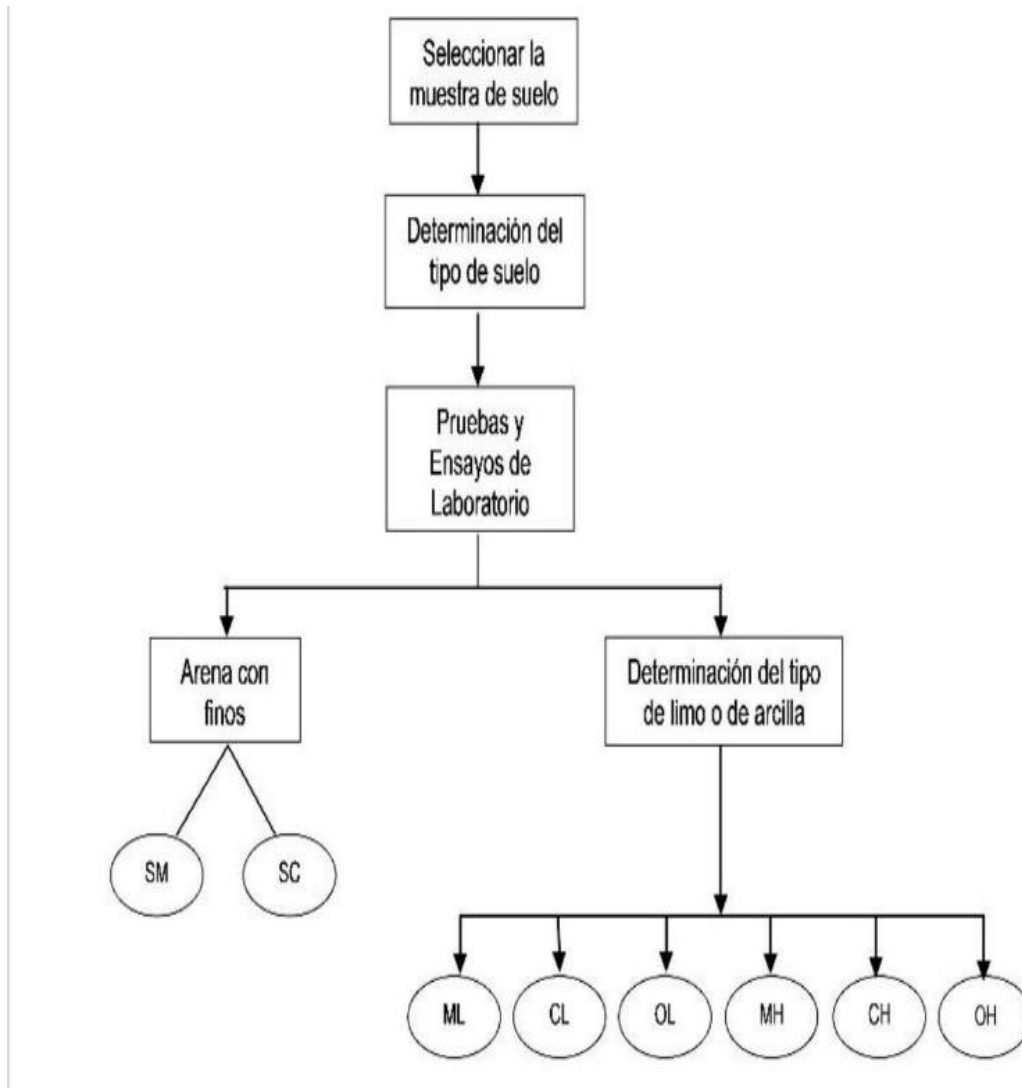 Seleccionar la
muestra de suelo
Determinación del
tipo de suelo
Pruebas y
Ensayos de
Laboratorio
Arena con
finos
Determinación del tipo
de limo o de arcilla
SM
SC
ML
CL
OL
MH
CH
OH